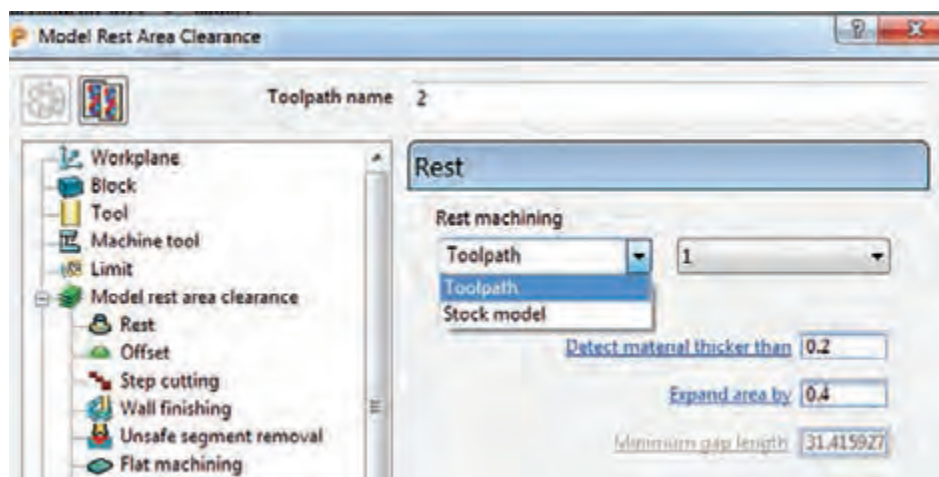 Model Rest Area Clearance
Toolpath name 2
Workplane
Block
Tool
Machine tool
Limit
Model rest area clearance
Rest
Offset
Step cutting
Wall finishing
Unsafe segment removal
Flat machining
Rest
Rest machining
Toolpath 1
Toolpath
Stock model
Detect material thicker than 0.2
Expand area by 0.4
Minimum gap length 31.415927